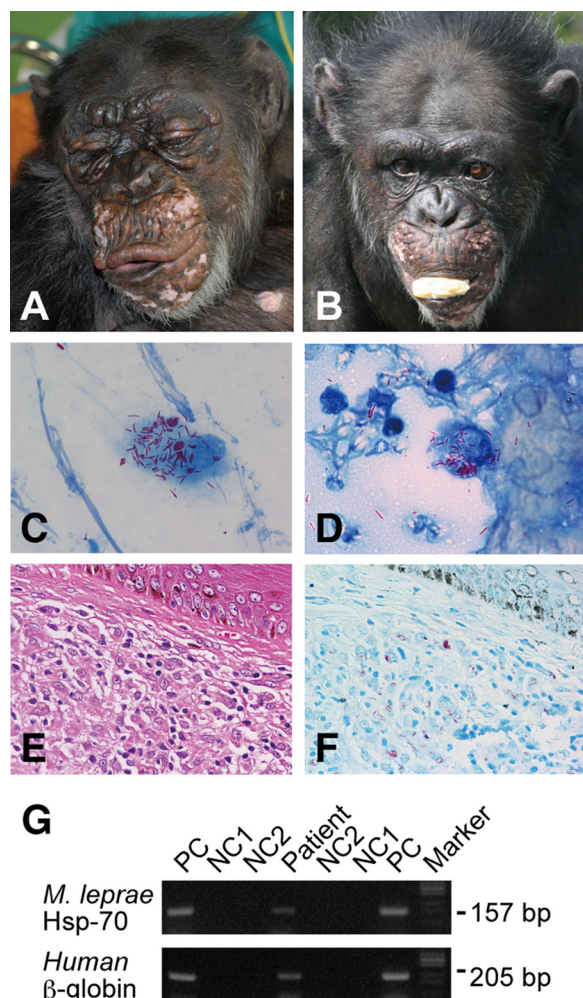 A
B
C
D
E
F
G
PC NC1 NC2 Patient NC2 NC1 PC Marker
M. leprae
Hsp-70
- 157 bp
Human
β-globin
- 205 bp